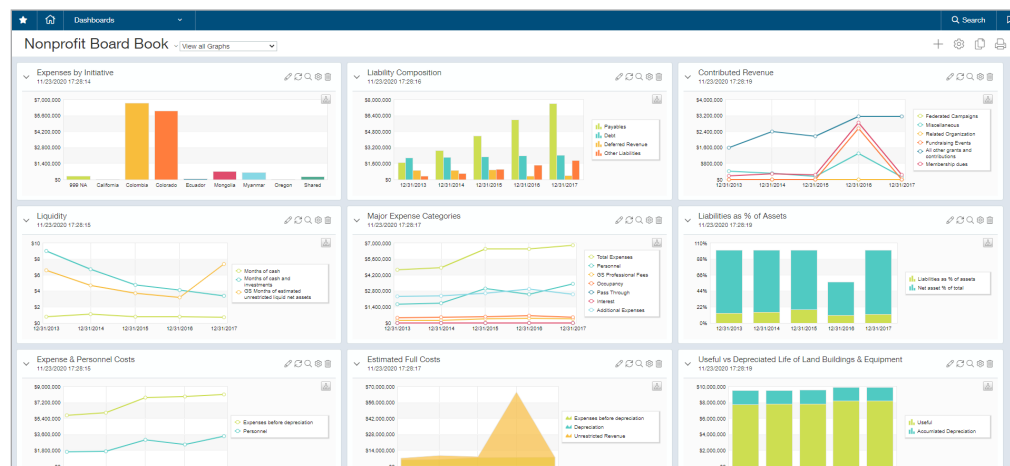 Dashboards
Search
Nonprofit Board Book - View all Graphs
Expenses by Initiative
11/23/2020 17:28:14
$7,000,000
$5,600,000
$4,200,000
$2,800,000
$1,400,000
$0
999 NA California Colombia Colorado Ecuador Mongolia Myanmar Oregon Shared
Liability Composition
11/23/2020 17:28:16
$8,000,000
$6,400,000
$4,800,000
$3,200,000
$1,600,000
$0
12/31/2013 12/31/2014 12/31/2015 12/31/2016 12/31/2017
Payables
Debt
Deferred Revenue
Other Liabilities
Contributed Revenue
11/23/2020 17:28:19
$4,000,000
$3,200,000
$2,400,000
$1,600,000
$800,000
$0
12/31/2013 12/31/2014 12/31/2015 12/31/2016 12/31/2017
Federated Campaigns
Miscellaneous
Related Organization
Fundraising Events
All other grants and
contributions
Membership dues
Liquidity
11/23/2020 17:28:15
$10
$8
$6
$4
$2
$0
12/31/2013 12/31/2014 12/31/2015 12/31/2016 12/31/2017
Months of cash
Months of cash and
investments
GS Months of estimated
unrestricted liquid net assets
Major Expense Categories
11/23/2020 17:28:17
$7,000,000
$5,600,000
$4,200,000
$2,800,000
$1,400,000
$0
12/31/2013 12/31/2014 12/31/2015 12/31/2016 12/31/2017
Total Expenses
Personnel
GS Professional Fees
Occupancy
Pass Through
Interest
Additional Expenses
Liabilities as % of Assets
11/23/2020 17:28:19
110%
88%
66%
44%
22%
0%
12/31/2013 12/31/2014 12/31/2015 12/31/2016 12/31/2017
Liabilities as % of assets
Net asset % of total
Expense & Personnel Costs
11/23/2020 17:28:15
$9,000,000
$7,200,000
$5,400,000
$3,600,000
$1,800,000
Expenses before depreciation
Personnel
Estimated Full Costs
11/23/2020 17:28:17
$70,000,000
$56,000,000
$42,000,000
$28,000,000
$14,000,000
Expenses before depreciation
Depreciation
Unrestricted Revenue
Useful vs Depreciated Life of Land Buildings & Equipment
11/23/2020 17:28:19
$10,000,000
$8,000,000
$6,000,000
$4,000,000
$2,000,000
Useful
Accumlated Depreciation